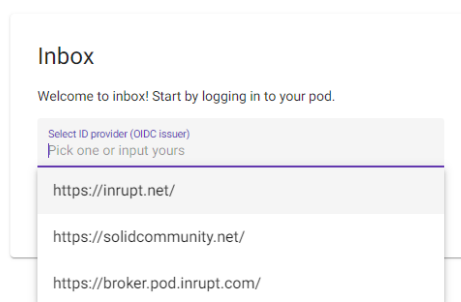 Inbox
Welcome to inbox! Start by logging in to your pod.
Select ID provider (OIDC issuer)
Pick one or input yours
https://inrupt.net/
https://solidcommunity.net/
https://broker.pod.inrupt.com/